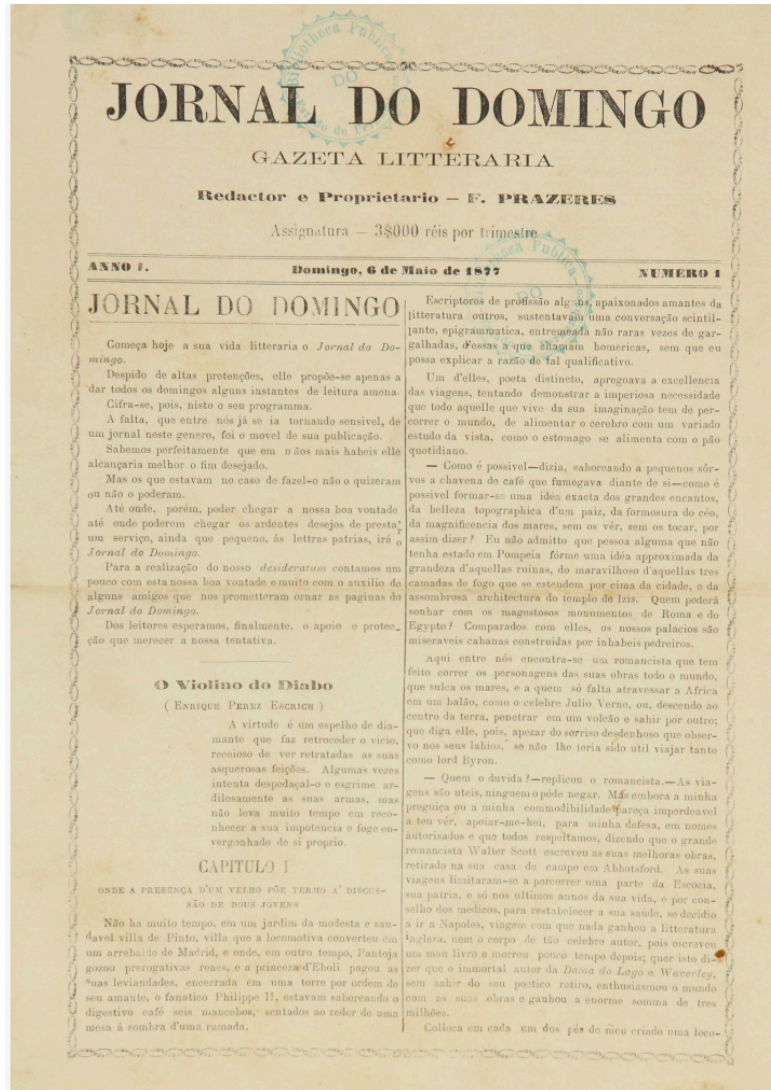 JORNAL DO DOMINGO
GAZETA LITTERARIA
Redactor e Proprietario — F. PRAZERES
Assignatura — 3$000 réis por trimestre
ANNO I. Domingo, 6 de Maio de 1877 NUMERO 1
JORNAL DO DOMINGO
Começa hoje a sua vida litteraria o Jornal do Do-
mingo.
Despido de altas pretenções, elle propõe-se apenas a
dar todos os domingos alguns instantes de leitura amena.
Cifra-se, pois, nisto o seu programma.
A falta, que entre nós já se ia tornando sensivel, de
um jornal neste genero, foi o movel de sua publicação.
Sabemos perfeitamente que em mãos mais habeis elle
alcançaria melhor o fim desejado.
Mas os que estavam no caso de fazel-o não o quizeram
ou não o poderam.
Até onde, porém, poder chegar a nossa boa vontade
até onde poderem chegar os ardentes desejos de prestar
um serviço, ainda que pequeno, ás lettras patrias, irá o
Jornal do Domingo.
Para a realização do nosso desideratum contamos um
pouco com esta nossa boa vontade e muito com o auxilio de
alguns amigos que nos prometteram ornar as paginas do
Jornal do Domingo.
Dos leitores esperamos, finalmente, o apoio e protec-
ção que merecer a nossa tentativa.
O Violino do Diabo
( ENRIQUE PEREZ ESCRICH )
A virtude é um espelho de dia-
mante que faz retroceder o vicio,
receioso de ver retratadas as suas
asquerosas feições. Algumas vezes
intenta despedaçal-o e esgrime ar-
dilosamente as suas armas, mas
não leva muito tempo em reco-
nhecer a sua impotencia e foge en-
vergonhado de si proprio.
CAPITULO I
ONDE A PRESENÇA D'UM VELHO PÕE TERMO A' DISCUS-
SÃO DE DOUS JOVENS
Não ha muito tempo, em um jardim da modesta e sau-
davel villa de Pinto, villa que a locomotiva converteu em
um arrebalde de Madrid, e onde, em outro tempo, Pantoja
gozou prerogativas reaes, e a princeza d'Eboli pagou as
suas leviandades, encerrada em uma torre por ordem de
seu amante, o fanatico Philippe II, estavam saboreando o
digestivo café seis mancebos, sentados ao redor de uma
mesa á sombra d'uma ramada.
Escriptores de profissão alguns, apaixonados amantes da
litteratura outros, sustentavam uma conversação scintil-
lante, epigrammatica, entremeada não raras vezes de gar-
galhadas, d'essas a que chamam homericas, sem que eu
possa explicar a razão de tal qualificativo.
Um d'elles, poeta distincto, apregoava a excellencia
das viagens, tentando demonstrar a imperiosa necessidade
que todo aquelle que vive da sua imaginação tem de per-
correr o mundo, de alimentar o cerebro com um variado
estudo da vista, como o estomago se alimenta com o pão
quotidiano.
— Como é possivel—dizia, saboreando a pequenos sôr-
vos a chavena de café que fumegava diante de si—como é
possivel formar-se uma idéa exacta dos grandes encantos,
da belleza topographica d'um paiz, da formosura do céo,
da magnificencia dos mares, sem os vér, sem os tocar, por
assim dizer? Eu não admitto que pessoa alguma que não
tenha estado em Pompeia fórme uma idéa approximada da
grandeza d'aquellas ruinas, do maravilhoso d'aquellas tres
camadas de fogo que se estendem por cima da cidade, e da
assombrosa architectura do templo de Izis. Quem poderá
sonhar com os magestosos monumentos de Roma e do
Egypto? Comparados com elles, os nossos palacios são
miseraveis cabanas construidas por inhabeis pedreiros.
Aqui entre nós encontra-se um romancista que tem
feito correr os personagens das suas obras todo o mundo,
que sulca os mares, e a quem só falta atravessar a Africa
em um balão, como o celebre Julio Verne, ou, descendo ao
centro da terra, penetrar em um volcão e sahir por outro;
que diga elle, pois, apezar do sorriso desdenhoso que obser-
vo nos seus labios, se não lhe teria sido util viajar tanto
como lord Byron.
— Quem o duvida?—replicou o romancista.—As via-
gens são uteis, ninguem o póde negar. Mas embora a minha
preguiça ou a minha commodibilidade pareça imperdoavel
a teu vér, apoiar-me-hei, para minha defesa, em nomes
autorisados e que todos respeitamos, dizendo que o grande
romancista Walter Scott escreveu as suas melhoras obras,
retirado na sua casa de campo em Abbotsford. As suas
viagens limitaram-se a percorrer uma parte da Escocia,
sua patria, e só nos ultimos annos da sua vida, e por con-
selho dos medicos, para restabelecer a sua saúde, se decidio
a ir a Napoles, viagem com que nada ganhou a litteratura
ingleza, nem o corpo de tão celebre autor, pois escreveu
um mau livro e morreu pouco tempo depois; quer isto di-
zer que o immortal autor da Dama do Lago e Waverley,
sem sahir do seu poetico retiro, enthusiasmou o mundo
com as suas obras e ganhou a enorme somma de tres
milhões.
Colloca em cada um dos pés do meu criado uma loco-